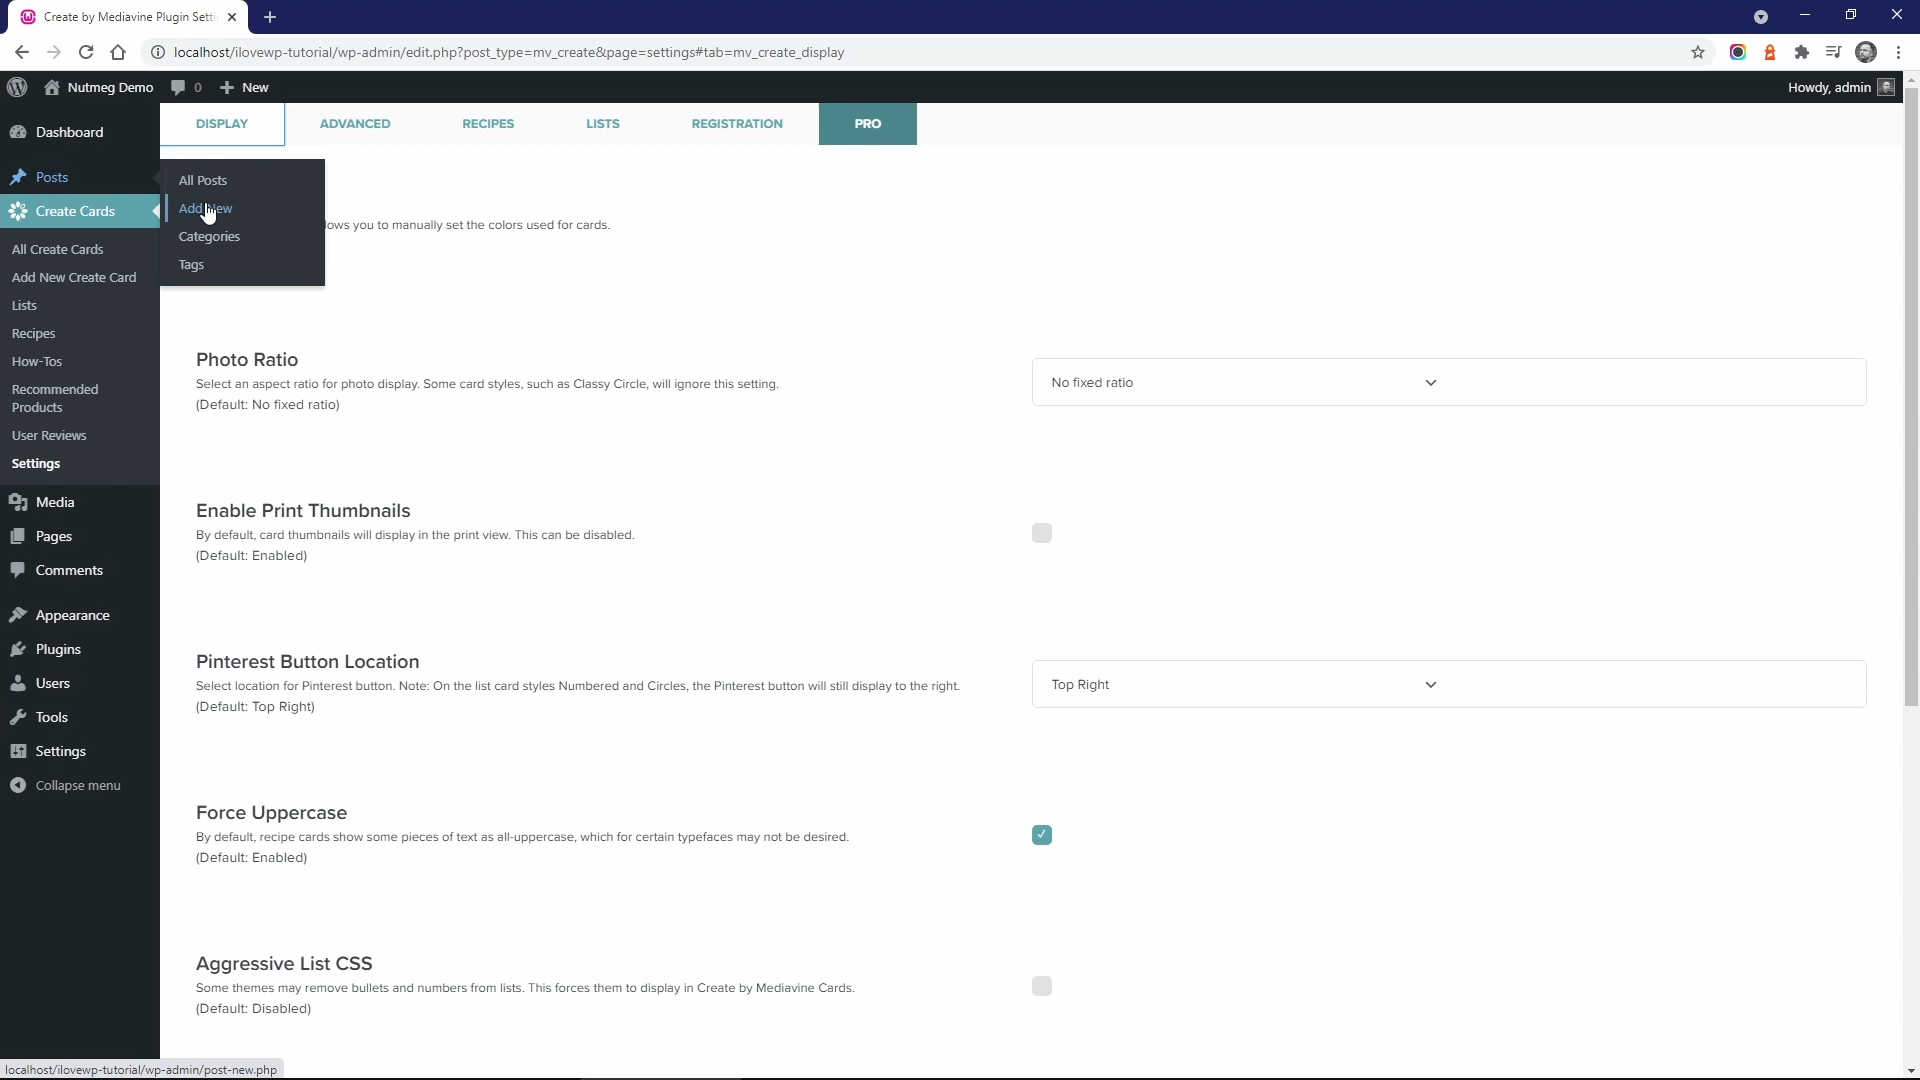 Create by Mediavine Plugin Setti
localhost/ilovewp-tutorial/wp-admin/edit.php?post_type=mv_create&page=settings#tab=mv_create_display
Nutmeg Demo 0 New Howdy, admin
DISPLAY ADVANCED RECIPES LISTS REGISTRATION PRO
Dashboard
Posts
Create Cards
All Create Cards
Add New Create Card
Lists
Recipes
How-Tos
Recommended
Products
User Reviews
Settings
Media
Pages
Comments
Appearance
Plugins
Users
Tools
Settings
Collapse menu
All Posts
Add New
Categories
Tags
lows you to manually set the colors used for cards.
Photo Ratio
Select an aspect ratio for photo display. Some card styles, such as Classy Circle, will ignore this setting.
(Default: No fixed ratio)
No fixed ratio
Enable Print Thumbnails
By default, card thumbnails will display in the print view. This can be disabled.
(Default: Enabled)
Pinterest Button Location
Select location for Pinterest button. Note: On the list card styles Numbered and Circles, the Pinterest button will still display to the right.
(Default: Top Right)
Top Right
Force Uppercase
By default, recipe cards show some pieces of text as all-uppercase, which for certain typefaces may not be desired.
(Default: Enabled)
Aggressive List CSS
Some themes may remove bullets and numbers from lists. This forces them to display in Create by Mediavine Cards.
(Default: Disabled)
localhost/ilovewp-tutorial/wp-admin/post-new.php